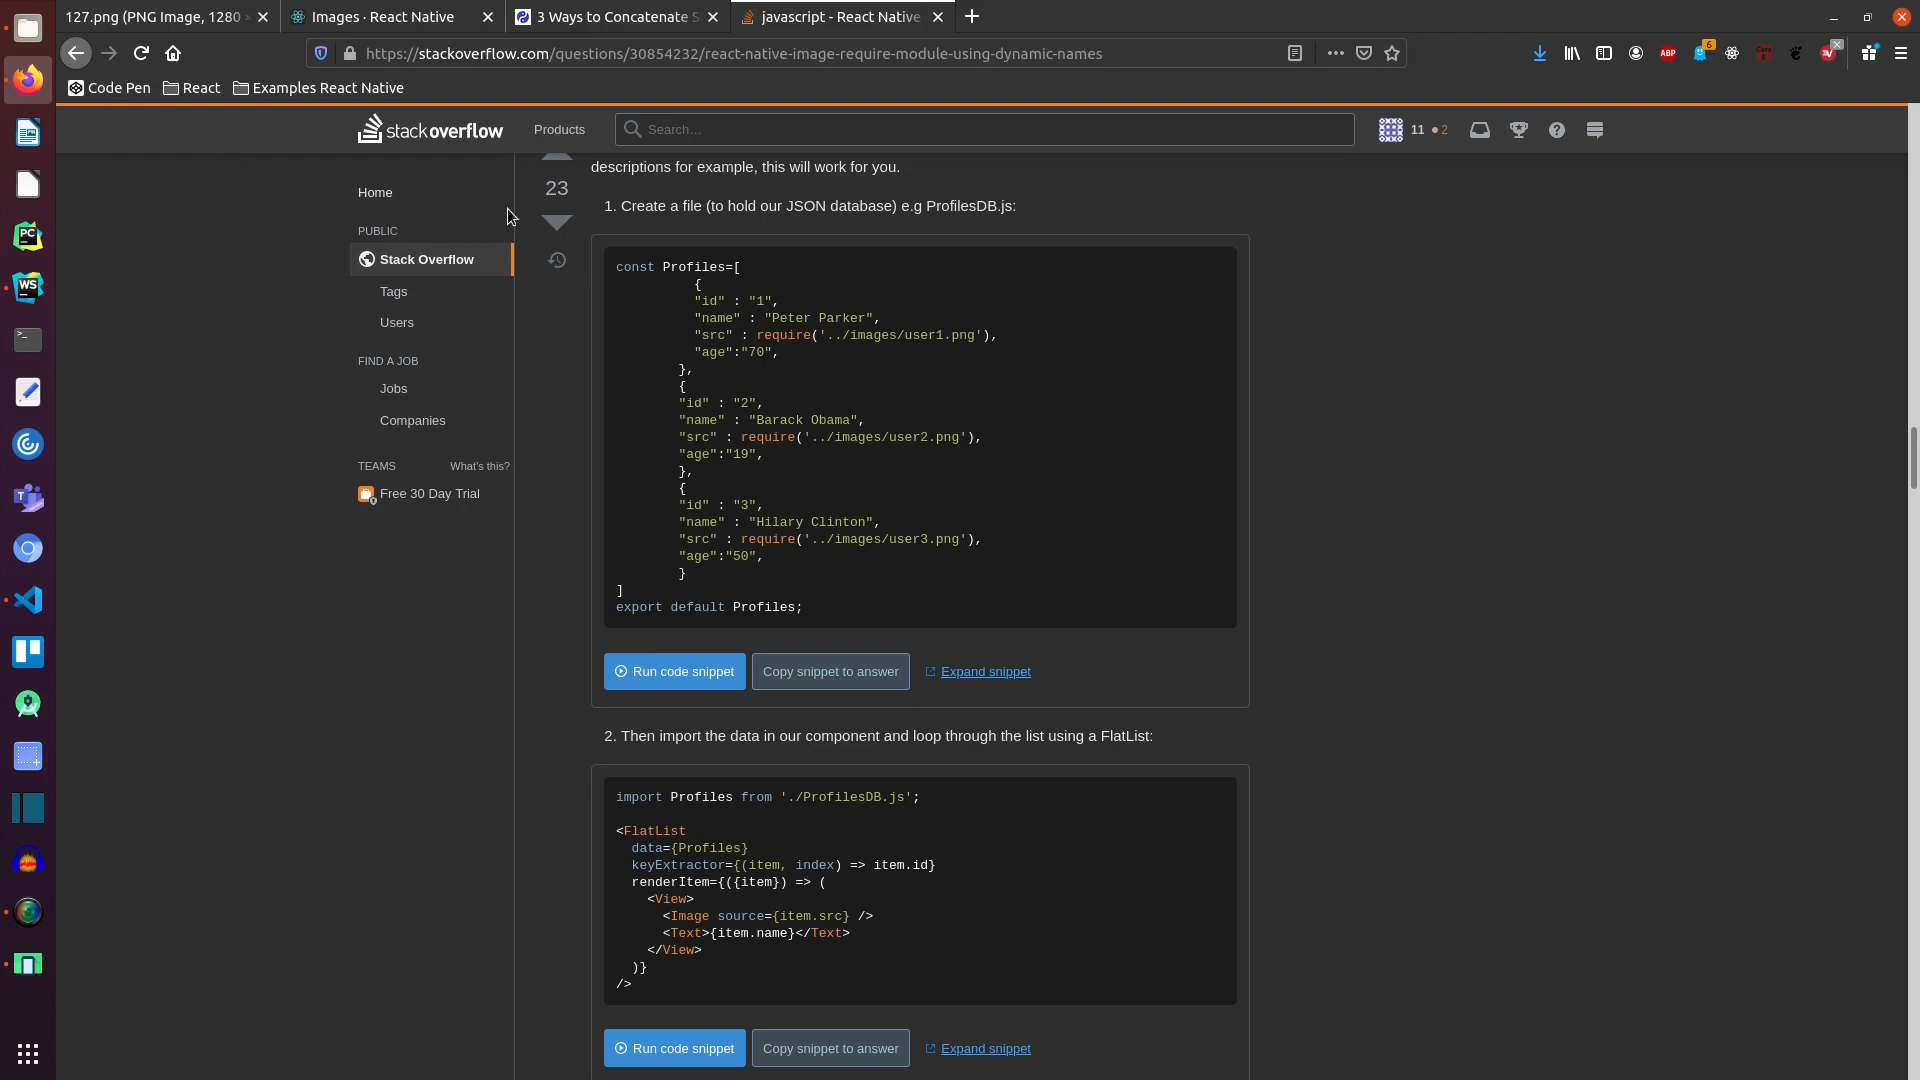 127.png (PNG Image, 1280
Images · React Native
3 Ways to Concatenate S
javascript - React Native
https://stackoverflow.com/questions/30854232/react-native-image-require-module-using-dynamic-names
ABP
6
Code Pen
React
Examples React Native
stackoverflow
Products
Search…
11
2
descriptions for example, this will work for you.
23
Home
PUBLIC
Stack Overflow
Tags
Users
FIND A JOB
Jobs
Companies
TEAMS
What's this?
Free 30 Day Trial
1. Create a file (to hold our JSON database) e.g ProfilesDB.js:
const Profiles=[
{
"id" : "1",
"name" : "Peter Parker",
"src" : require('../images/user1.png'),
"age":"70",
},
{
"id" : "2",
"name" : "Barack Obama",
"src" : require('../images/user2.png'),
"age":"19",
},
{
"id" : "3",
"name" : "Hilary Clinton",
"src" : require('../images/user3.png'),
"age":"50",
}
]
export default Profiles;
Run code snippet
Copy snippet to answer
Expand snippet
2. Then import the data in our component and loop through the list using a FlatList:
import Profiles from './ProfilesDB.js';
<FlatList
data={Profiles}
keyExtractor={(item, index) => item.id}
renderItem={({item}) => (
<View>
<Image source={item.src} />
<Text>{item.name}</Text>
</View>
)}
/>
Run code snippet
Copy snippet to answer
Expand snippet
PC
WS